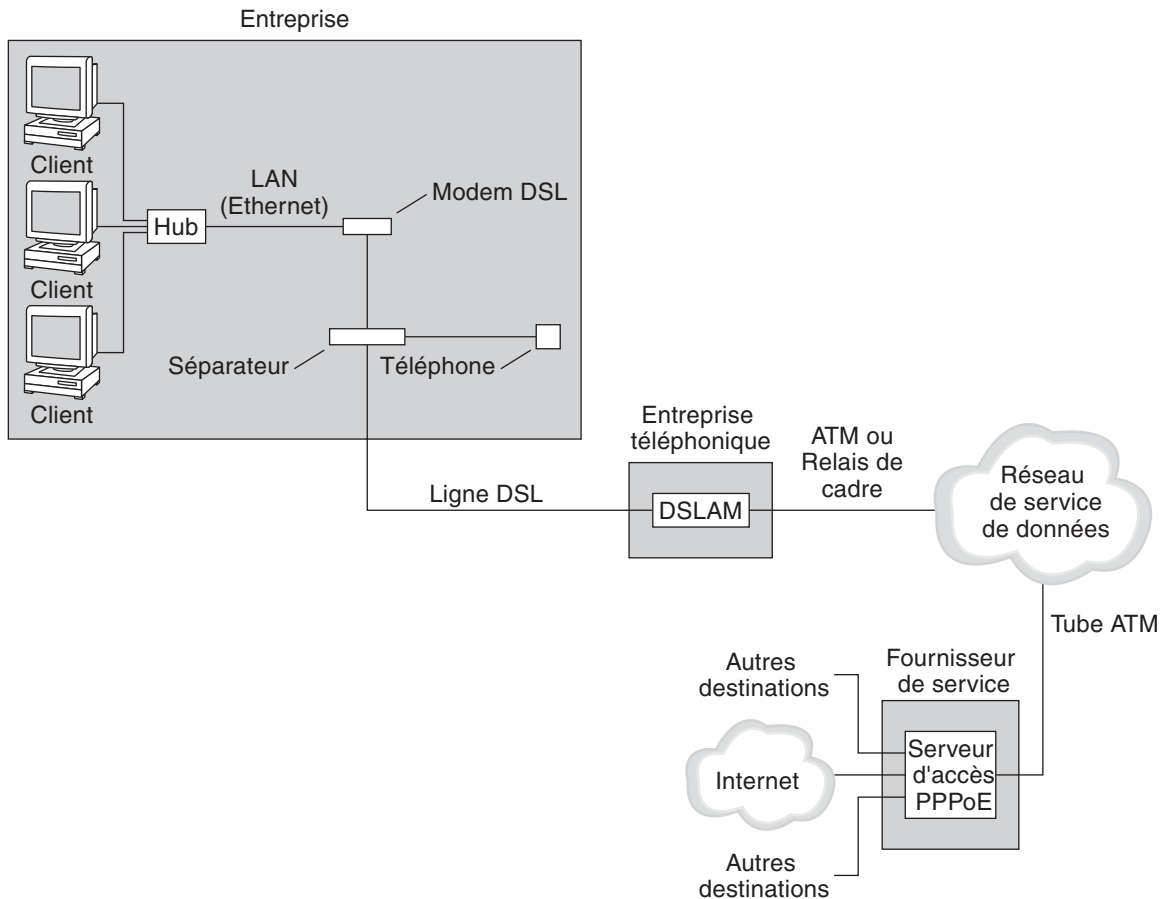 Entreprise
Client
LAN
(Ethernet)
Modem DSL
Hub
Client
Séparateur
Téléphone
Client
Entreprise
téléphonique
ATM ou
Relais de
cadre
Réseau
de service
de données
Ligne DSL
DSLAM
Tube ATM
Autres
destinations
Fournisseur
de service
Serveur
d'accès
PPPoE
Internet
Autres
destinations